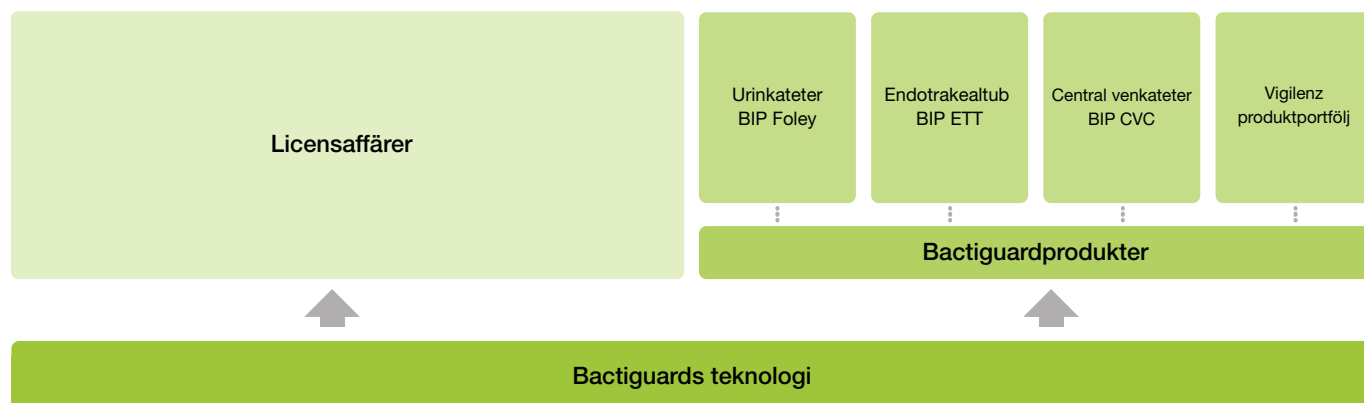 Licensaffärer
Urinkateter
BIP Foley
Endotrakealtub
BIP ETT
Central venkateter
BIP CVC
Vigilenz
produktportfölj
Bactiguardprodukter
Bactiguards teknologi